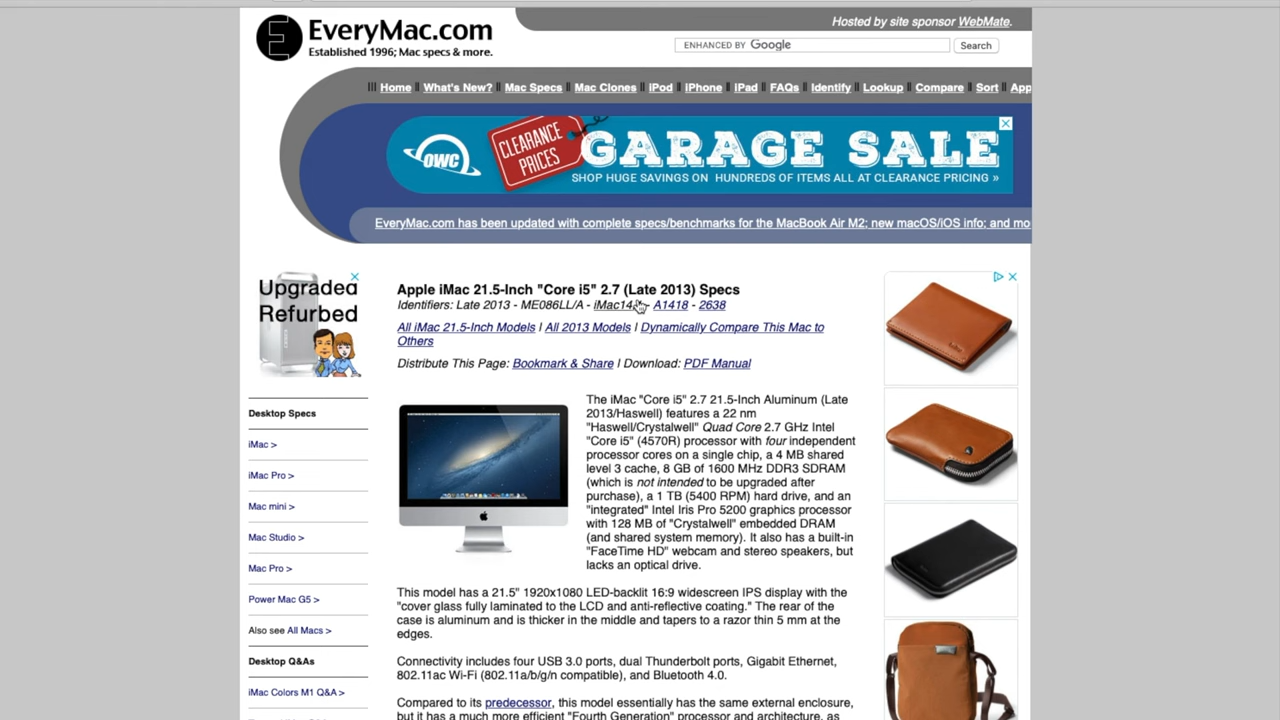 EveryMac.com
Established 1996; Mac specs & more.
Hosted by site sponsor WebMate.
ENHANCED BY Google
Search
Home
What's New?
Mac Specs
Mac Clones
iPod
iPhone
iPad
FAQs
Identify
Lookup
Compare
Sort
App
OWC
CLEARANCE
PRICES
GARAGE SALE
SHOP HUGE SAVINGS ON HUNDREDS OF ITEMS ALL AT CLEARANCE PRICING »
EveryMac.com has been updated with complete specs/benchmarks for the MacBook Air M2; new macOS/iOS info; and mo
Upgraded
Refurbed
Desktop Specs
iMac >
iMac Pro >
Mac mini >
Mac Studio >
Mac Pro >
Power Mac G5 >
Also see All Macs >
Desktop Q&As
iMac Colors M1 Q&A >
Apple iMac 21.5-Inch "Core i5" 2.7 (Late 2013) Specs
Identifiers: Late 2013 - ME086LL/A - iMac14 - A1418 - 2638
All iMac 21.5-Inch Models | All 2013 Models | Dynamically Compare This Mac to
Others
Distribute This Page: Bookmark & Share | Download: PDF Manual
The iMac "Core i5" 2.7 21.5-Inch Aluminum (Late
2013/Haswell) features a 22 nm
"Haswell/Crystalwell" Quad Core 2.7 GHz Intel
"Core i5" (4570R) processor with four independent
processor cores on a single chip, a 4 MB shared
level 3 cache, 8 GB of 1600 MHz DDR3 SDRAM
(which is not intended to be upgraded after
purchase), a 1 TB (5400 RPM) hard drive, and an
"integrated" Intel Iris Pro 5200 graphics processor
with 128 MB of "Crystalwell" embedded DRAM
(and shared system memory). It also has a built-in
"FaceTime HD" webcam and stereo speakers, but
lacks an optical drive.
This model has a 21.5" 1920x1080 LED-backlit 16:9 widescreen IPS display with the
"cover glass fully laminated to the LCD and anti-reflective coating." The rear of the
case is aluminum and is thicker in the middle and tapers to a razor thin 5 mm at the
edges.
Connectivity includes four USB 3.0 ports, dual Thunderbolt ports, Gigabit Ethernet,
802.11ac Wi-Fi (802.11a/b/g/n compatible), and Bluetooth 4.0.
Compared to its predecessor, this model essentially has the same external enclosure,
but it has a much more efficient "Fourth Generation" processor and architecture, as